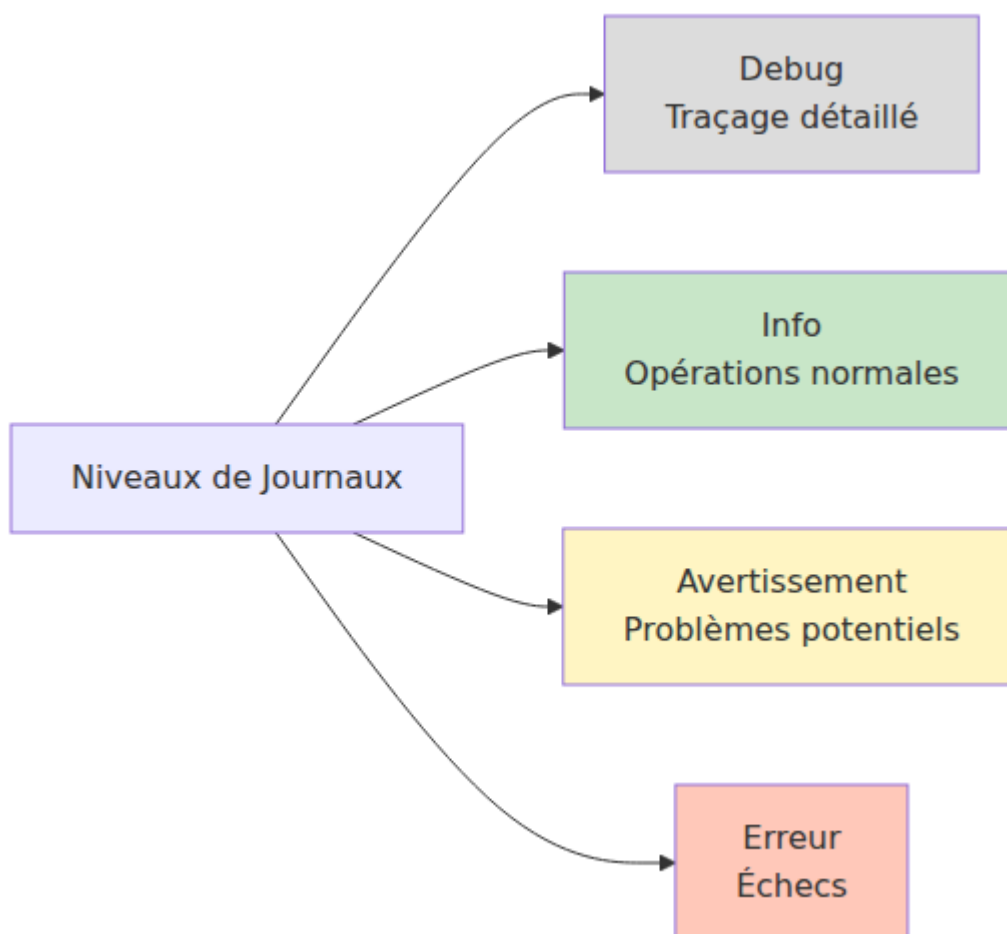 Debug
Traçage détaillé
Info
Opérations normales
Niveaux de Journaux
Avertissement
Problèmes potentiels
Erreur
Échecs